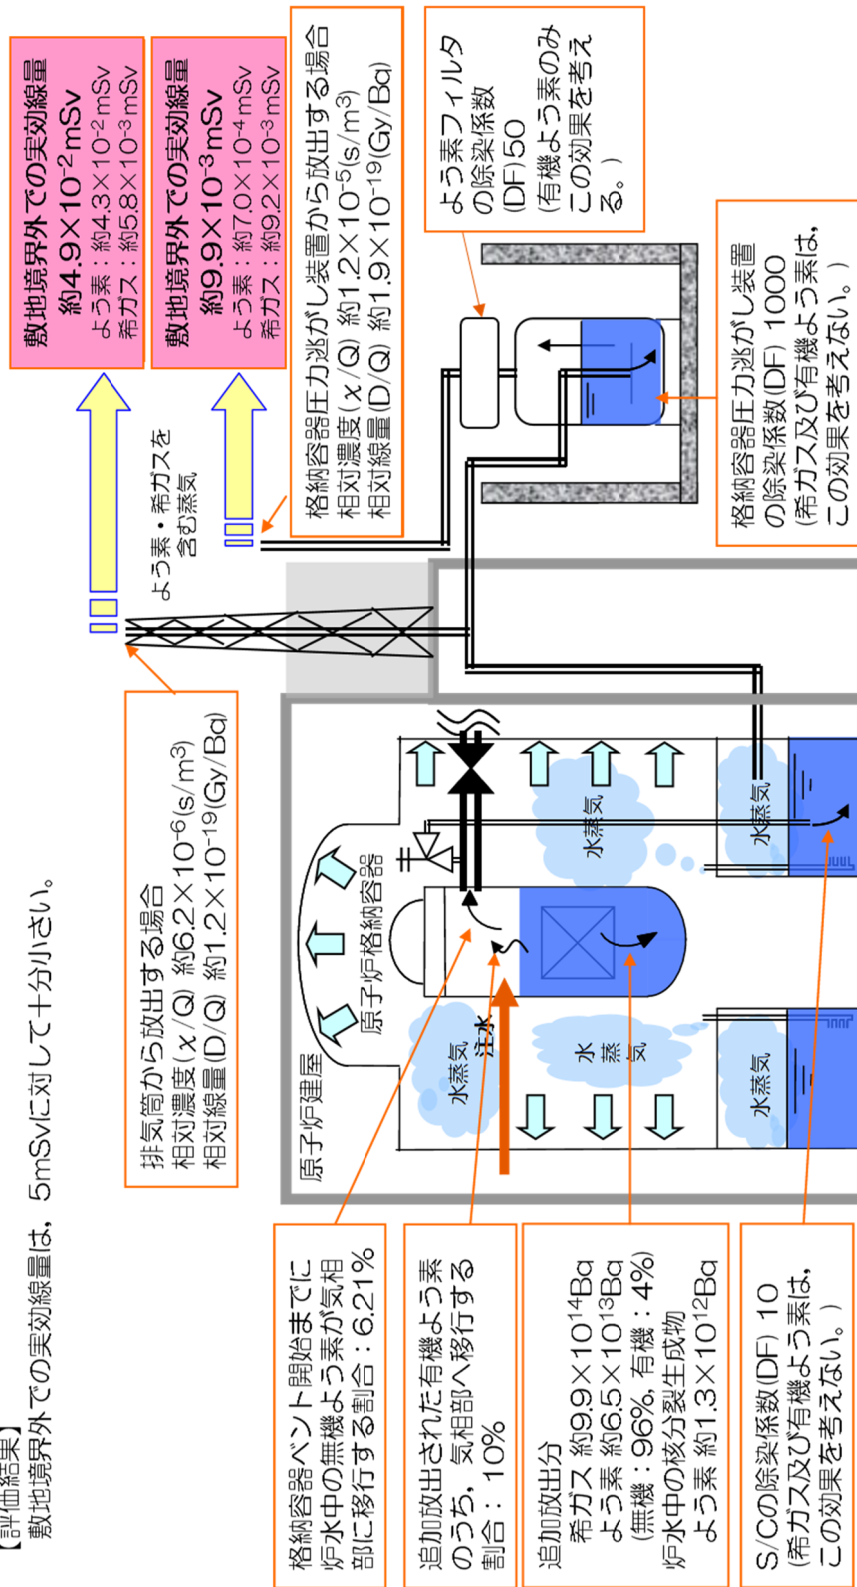 【評価結果】
敷地境界外での実効線量は，5mSvに対して十分小さい。
敷地境界外での実効線量
約4.9×10⁻²mSv
よう素：約4.3×10⁻²mSv
希ガス：約5.8×10⁻³mSv
敷地境界外での実効線量
約9.9×10⁻³mSv
よう素：約7.0×10⁻⁴mSv
希ガス：約9.2×10⁻³mSv
よう素・希ガスを
含む蒸気
排気筒から放出する場合
相対濃度(χ/Q) 約6.2×10⁻⁶(s/m³)
相対線量(D/Q) 約1.2×10⁻¹⁹(Gy/Bq)
格納容器圧力逃がし装置から放出する場合
相対濃度(χ/Q) 約1.2×10⁻⁵(s/m³)
相対線量(D/Q) 約1.9×10⁻¹⁹(Gy/Bq)
よう素フィルタ
の除染係数
(DF)50
(有機よう素のみ
この効果を考え
る。)
原子炉建屋
原子炉格納容器
格納容器ベント開始までに
炉水中の無機よう素が気相
部に移行する割合：6.21%
追加放出された有機よう素
のうち，気相部へ移行する
割合：10%
追加放出分
希ガス 約9.9×10¹⁴Bq
よう素 約6.5×10¹³Bq
(無機：96%, 有機：4%)
炉水中の核分裂生成物
よう素 約1.3×10¹²Bq
S/Cの除染係数(DF) 10
(希ガス及び有機よう素は，
この効果を考えない。)
水蒸気
注水
水
蒸
気
水蒸気
水蒸気
水蒸気
格納容器圧力逃がし装置
の除染係数(DF) 1000
(希ガス及び有機よう素は，
この効果を考えない。)